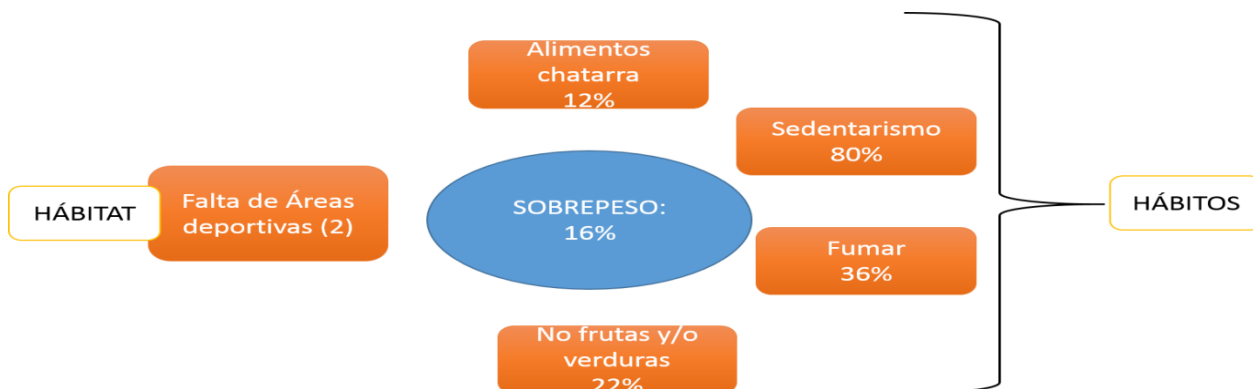 Alimentos
chatarra
12%
Sedentarismo
80%
HÁBITAT
Falta de Áreas
deportivas (2)
SOBREPESO:
16%
HÁBITOS
Fumar
36%
No frutas y/o
verduras
22%